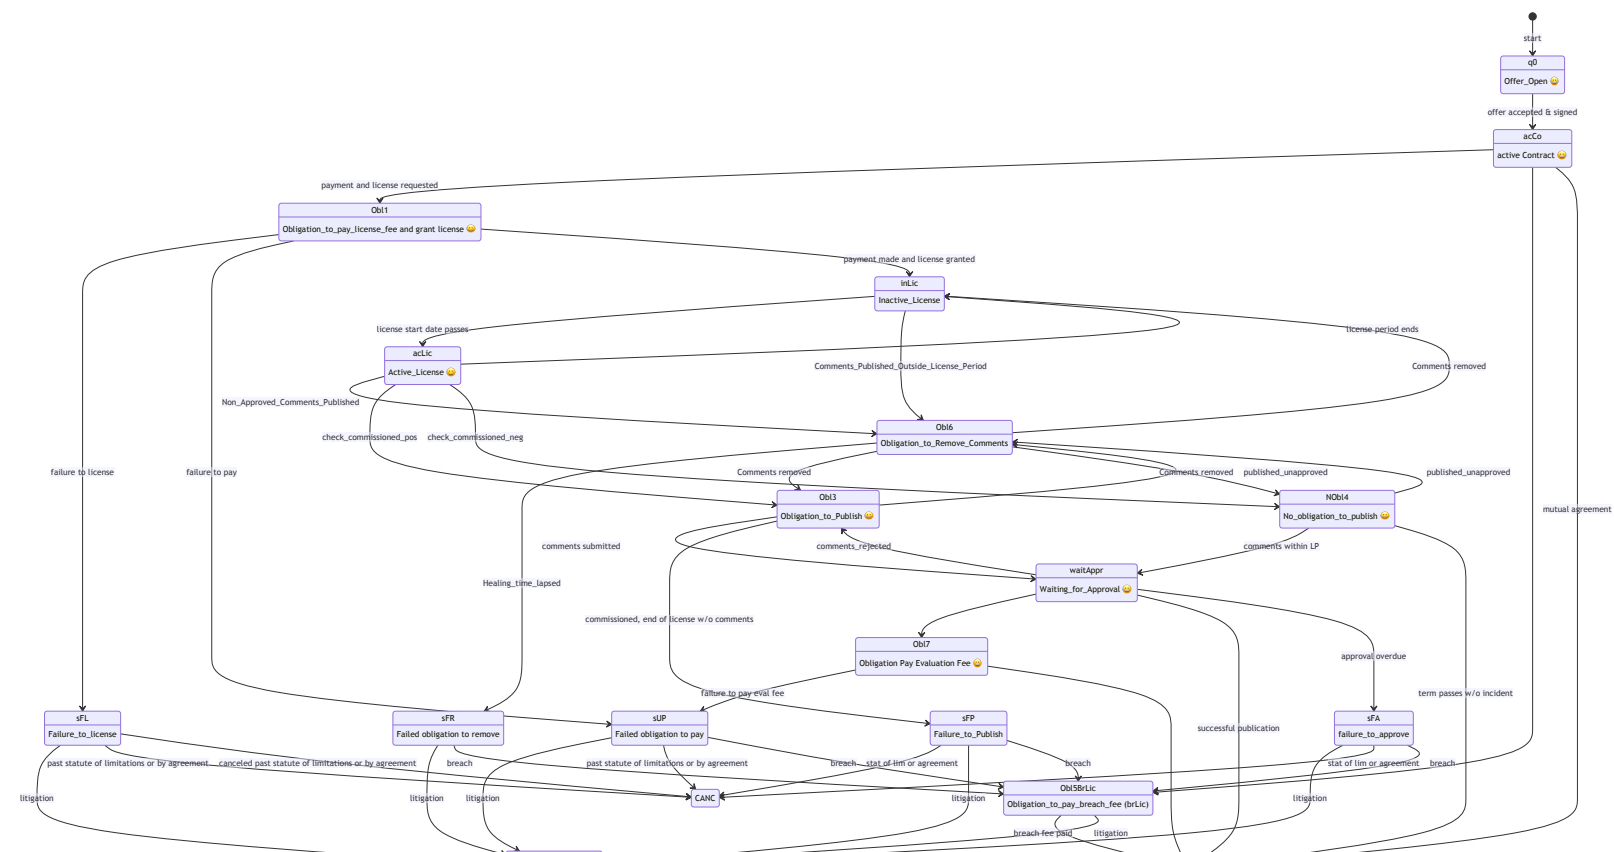 start
q0
Offer_Open 😀
offer accepted & signed
acCo
active Contract 😀
payment and license requested
Obl1
Obligation_to_pay_license_fee and grant license 😀
payment made and license granted
inLic
Inactive_License
license start date passes
license period ends
acLic
Active_License 😀
Comments_Published_Outside_License_Period
Comments removed
Non_Approved_Comments_Published
Obl6
Obligation_to_Remove_Comments
check_commissioned_pos
check_commissioned_neg
failure to license
failure to pay
Comments removed
Comments removed
published_unapproved
published_unapproved
Obl3
Obligation_to_Publish 😀
NObl4
No_obligation_to_publish 😀
mutual agreement
comments submitted
comments_rejected
comments within LP
waitAppr
Waiting_for_Approval 😀
Healing_time_lapsed
commissioned, end of license w/o comments
Obl7
Obligation Pay Evaluation Fee 😀
approval overdue
failure to pay eval fee
term passes w/o incident
sFL
Failure_to_license
sFR
Failed obligation to remove
sUP
Failed obligation to pay
sFP
Failure_to_Publish
successful publication
sFA
failure_to_approve
past statute of limitations or by agreement
canceled past statute of limitations or by agreement
breach
past statute of limitations or by agreement
breach
stat of lim or agreement
breach
stat of lim or agreement
breach
litigation
litigation
litigation
CANC
litigation
Obl5BrLic
Obligation_to_pay_breach_fee (brLic)
litigation
breach fee paid
litigation